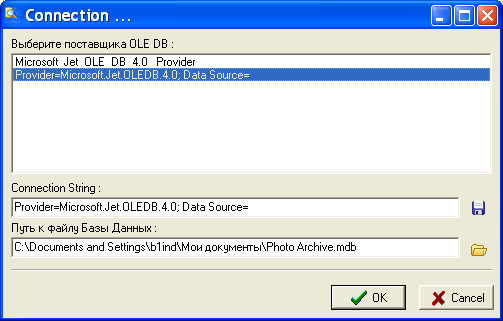 Connection ...
Выберите поставщика OLE DB :
Microsoft Jet OLE DB 4.0 Provider
Provider=Microsoft.Jet.OLEDB.4.0; Data Source=
Connection String :
Provider=Microsoft.Jet.OLEDB.4.0; Data Source=
Путь к файлу Базы Данных :
C:\Documents and Settings\b1ind\Мои документы\Photo Archive.mdb
OK
Cancel